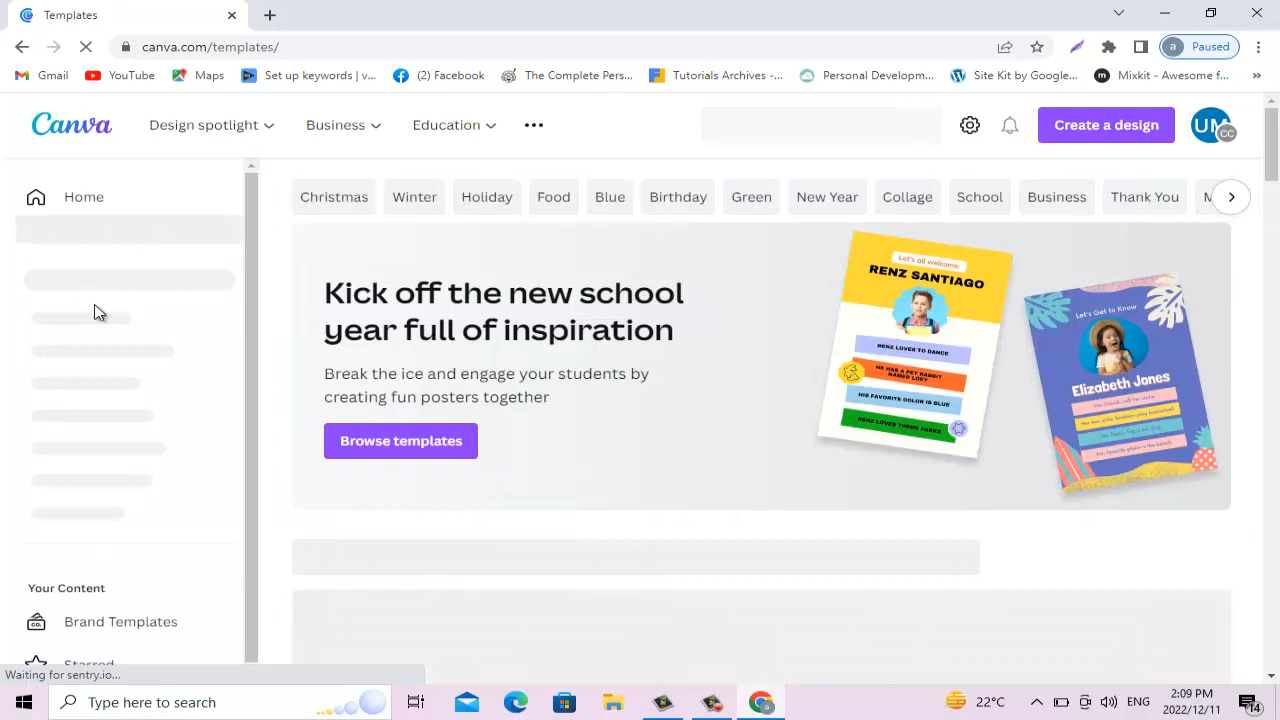 Templates
canva.com/templates/
a Paused
Gmail YouTube Maps Set up keywords | v... (2) Facebook The Complete Pers... Tutorials Archives -... Personal Developm... Site Kit by Google... m Mixkit - Awesome f... »
Canva Design spotlight Business Education Create a design UM CC
Home
Christmas Winter Holiday Food Blue Birthday Green New Year Collage School Business Thank You
Kick off the new school
year full of inspiration
Break the ice and engage your students by
creating fun posters together
Browse templates
Let's all welcome:
RENZ SANTIAGO
RENZ LOVES TO DANCE
HE HAS A PET RABBIT
NAMED LOEY
HIS FAVORITE COLOR IS BLUE
RENZ LOVES THEME PARKS
Let's Get to Know
Elizabeth Jones
Your Content
CO. Brand Templates
Starred
Waiting for sentry.io...
Type here to search
22°C ENG 2:09 PM
2022/12/11 14